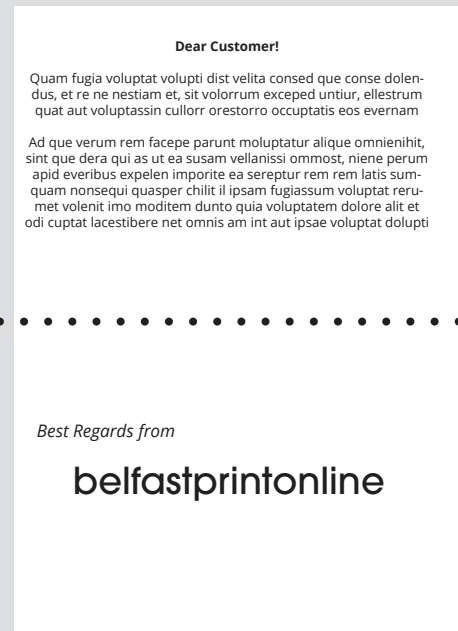 Dear Customer!
Quam fugia voluptat volupti dist velita consed que conse dolen-
dus, et re ne nestiam et, sit volorrum exceped untiur, ellestrum
quat aut voluptassin cullorr orestorro occuptatis eos evernam
Ad que verum rem facepe parunt moluptatur alique omnienihit,
sint que dera qui as ut ea susam vellanissi ommost, niene perum
apid everibus expelen imporite ea sereptur rem rem latis sum-
quam nonsequi quasper chilit il ipsam fugiassum voluptat reru-
met volenit imo moditem dunto quia voluptatem dolore alit et
odi cuptat lacestibere net omnis am int aut ipsae voluptat dolupti
Best Regards from
belfastprintonline